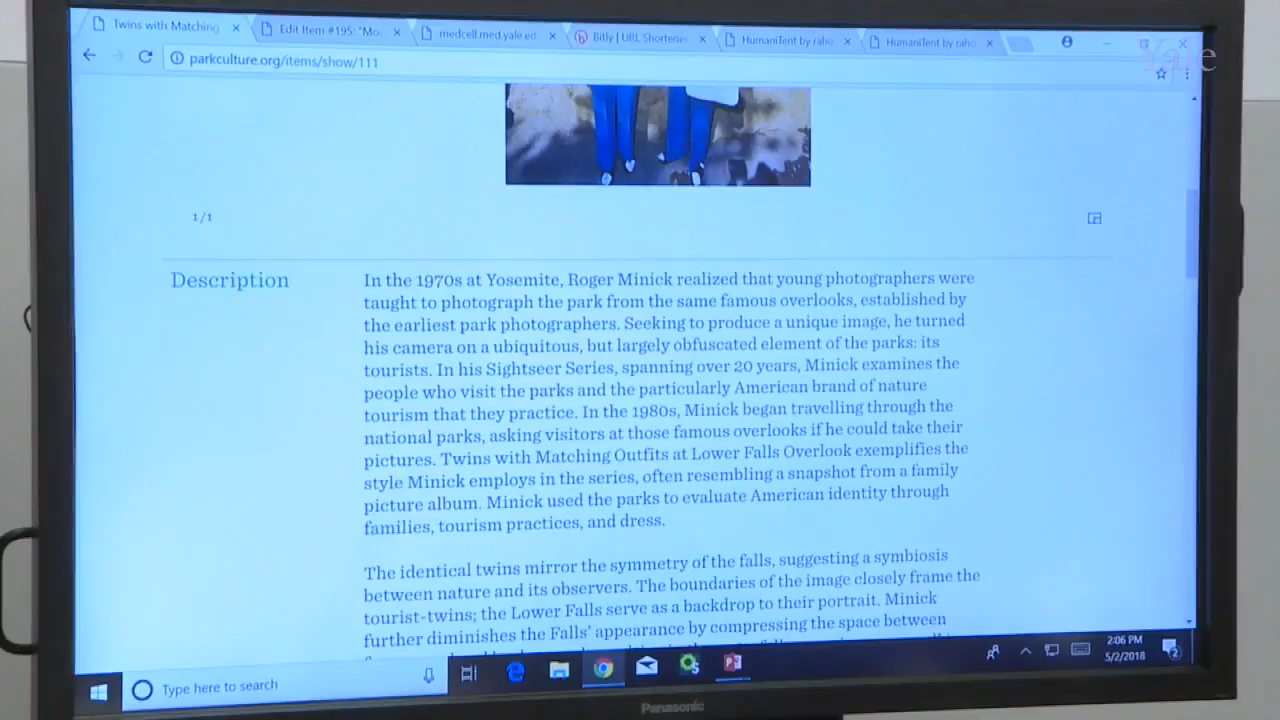 Twins with Matching
Edit Item #195: "Mo
medcell.med.yale.ed
Bitly | URL Shortene
HumaniTent by raho
HumaniTent by raho
parkculture.org/items/show/111
Yale
1/1
Description
In the 1970s at Yosemite, Roger Minick realized that young photographers were
taught to photograph the park from the same famous overlooks, established by
the earliest park photographers. Seeking to produce a unique image, he turned
his camera on a ubiquitous, but largely obfuscated element of the parks: its
tourists. In his Sightseer Series, spanning over 20 years, Minick examines the
people who visit the parks and the particularly American brand of nature
tourism that they practice. In the 1980s, Minick began travelling through the
national parks, asking visitors at those famous overlooks if he could take their
pictures. Twins with Matching Outfits at Lower Falls Overlook exemplifies the
style Minick employs in the series, often resembling a snapshot from a family
picture album. Minick used the parks to evaluate American identity through
families, tourism practices, and dress.
The identical twins mirror the symmetry of the falls, suggesting a symbiosis
between nature and its observers. The boundaries of the image closely frame the
tourist-twins; the Lower Falls serve as a backdrop to their portrait. Minick
further diminishes the Falls' appearance by compressing the space between
Type here to search
2:06 PM
5/2/2018
2
Panasonic